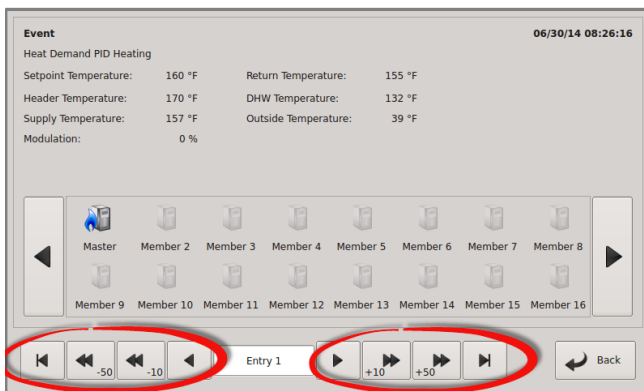 Event 06/30/14 08:26:16
Heat Demand PID Heating
Setpoint Temperature: 160 °F Return Temperature: 155 °F
Header Temperature: 170 °F DHW Temperature: 132 °F
Supply Temperature: 157 °F Outside Temperature: 39 °F
Modulation: 0 %
Master Member 2 Member 3 Member 4 Member 5 Member 6 Member 7 Member 8
Member 9 Member 10 Member 11 Member 12 Member 13 Member 14 Member 15 Member 16
-50 -10 Entry 1 +10 +50 Back